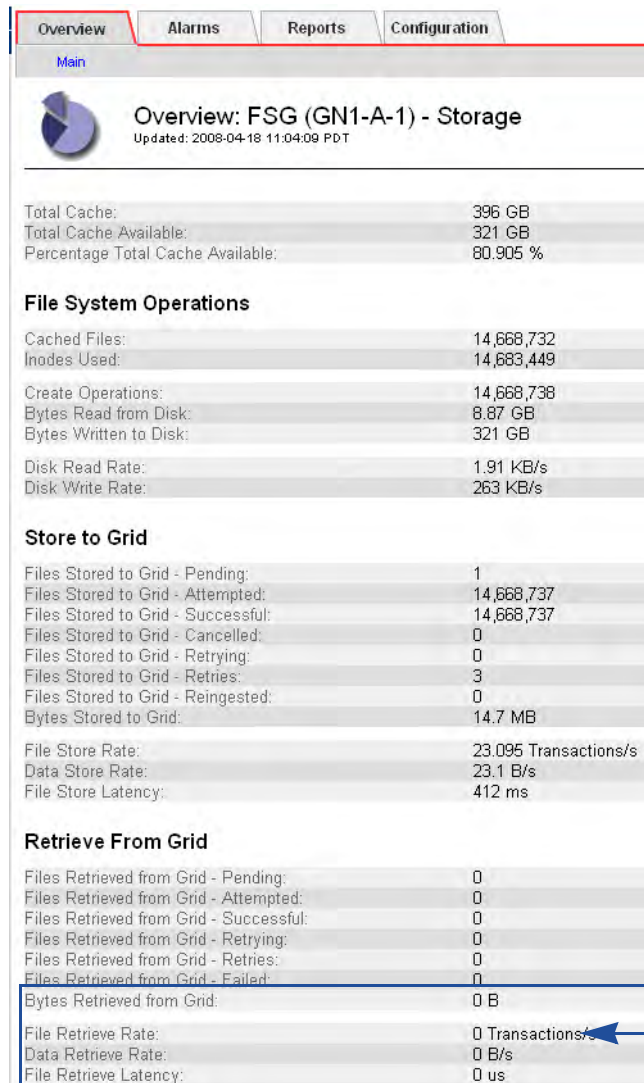 Overview Alarms Reports Configuration
Main
Overview: FSG (GN1-A-1) - Storage
Updated: 2008-04-18 11:04:09 PDT
Total Cache: 396 GB
Total Cache Available: 321 GB
Percentage Total Cache Available: 80.905 %
File System Operations
Cached Files: 14,668,732
Inodes Used: 14,683,449
Create Operations: 14,668,738
Bytes Read from Disk: 8.87 GB
Bytes Written to Disk: 321 GB
Disk Read Rate: 1.91 KB/s
Disk Write Rate: 263 KB/s
Store to Grid
Files Stored to Grid - Pending: 1
Files Stored to Grid - Attempted: 14,668,737
Files Stored to Grid - Successful: 14,668,737
Files Stored to Grid - Cancelled: 0
Files Stored to Grid - Retrying: 0
Files Stored to Grid - Retries: 3
Files Stored to Grid - Reingested: 0
Bytes Stored to Grid: 14.7 MB
File Store Rate: 23.095 Transactions/s
Data Store Rate: 23.1 B/s
File Store Latency: 412 ms
Retrieve From Grid
Files Retrieved from Grid - Pending: 0
Files Retrieved from Grid - Attempted: 0
Files Retrieved from Grid - Successful: 0
Files Retrieved from Grid - Retrying: 0
Files Retrieved from Grid - Retries: 0
Files Retrieved from Grid - Failed: 0
Bytes Retrieved from Grid: 0 B
File Retrieve Rate: 0 Transactions/s
Data Retrieve Rate: 0 B/s
File Retrieve Latency: 0 us